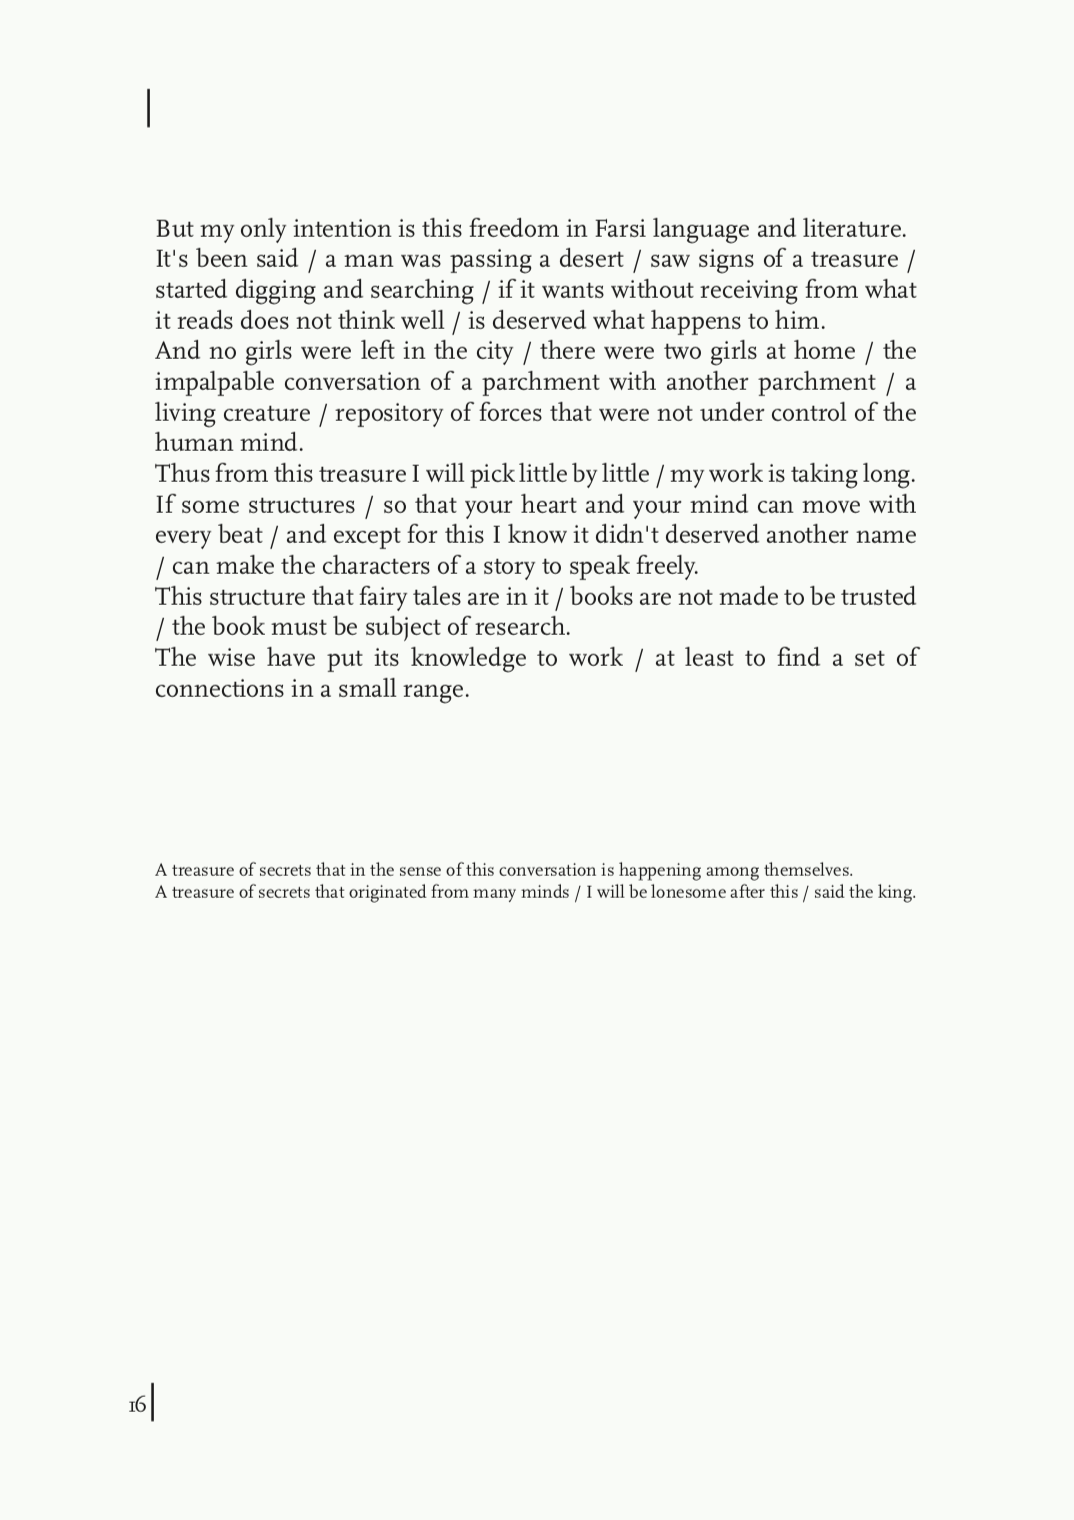 But my only intention is this freedom in Farsi language and literature.
It's been said / a man was passing a desert / saw signs of a treasure /
started digging and searching / if it wants without receiving from what
it reads does not think well / is deserved what happens to him.
And no girls were left in the city / there were two girls at home / the
impalpable conversation of a parchment with another parchment / a
living creature / repository of forces that were not under control of the
human mind.
Thus from this treasure I will pick little by little / my work is taking long.
If some structures / so that your heart and your mind can move with
every beat / and except for this I know it didn't deserved another name
/ can make the characters of a story to speak freely.
This structure that fairy tales are in it / books are not made to be trusted
/ the book must be subject of research.
The wise have put its knowledge to work / at least to find a set of
connections in a small range.
A treasure of secrets that in the sense of this conversation is happening among themselves.
A treasure of secrets that originated from many minds / I will be lonesome after this / said the king.
16